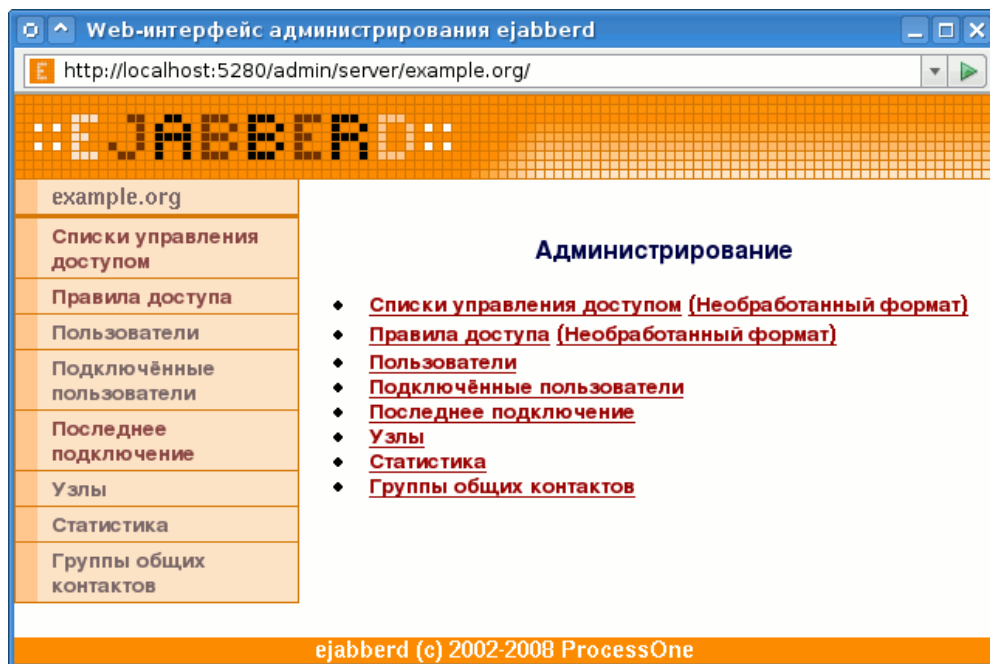 Web-интерфейс администрирования ejabberd
http://localhost:5280/admin/server/example.org/
::EJABBERD::
example.org
Списки управления
доступом
Правила доступа
Пользователи
Подключённые
пользователи
Последнее
подключение
Узлы
Статистика
Группы общих
контактов
Администрирование
Списки управления доступом (Необработанный формат)
Правила доступа (Необработанный формат)
Пользователи
Подключённые пользователи
Последнее подключение
Узлы
Статистика
Группы общих контактов
ejabberd (c) 2002-2008 ProcessOne